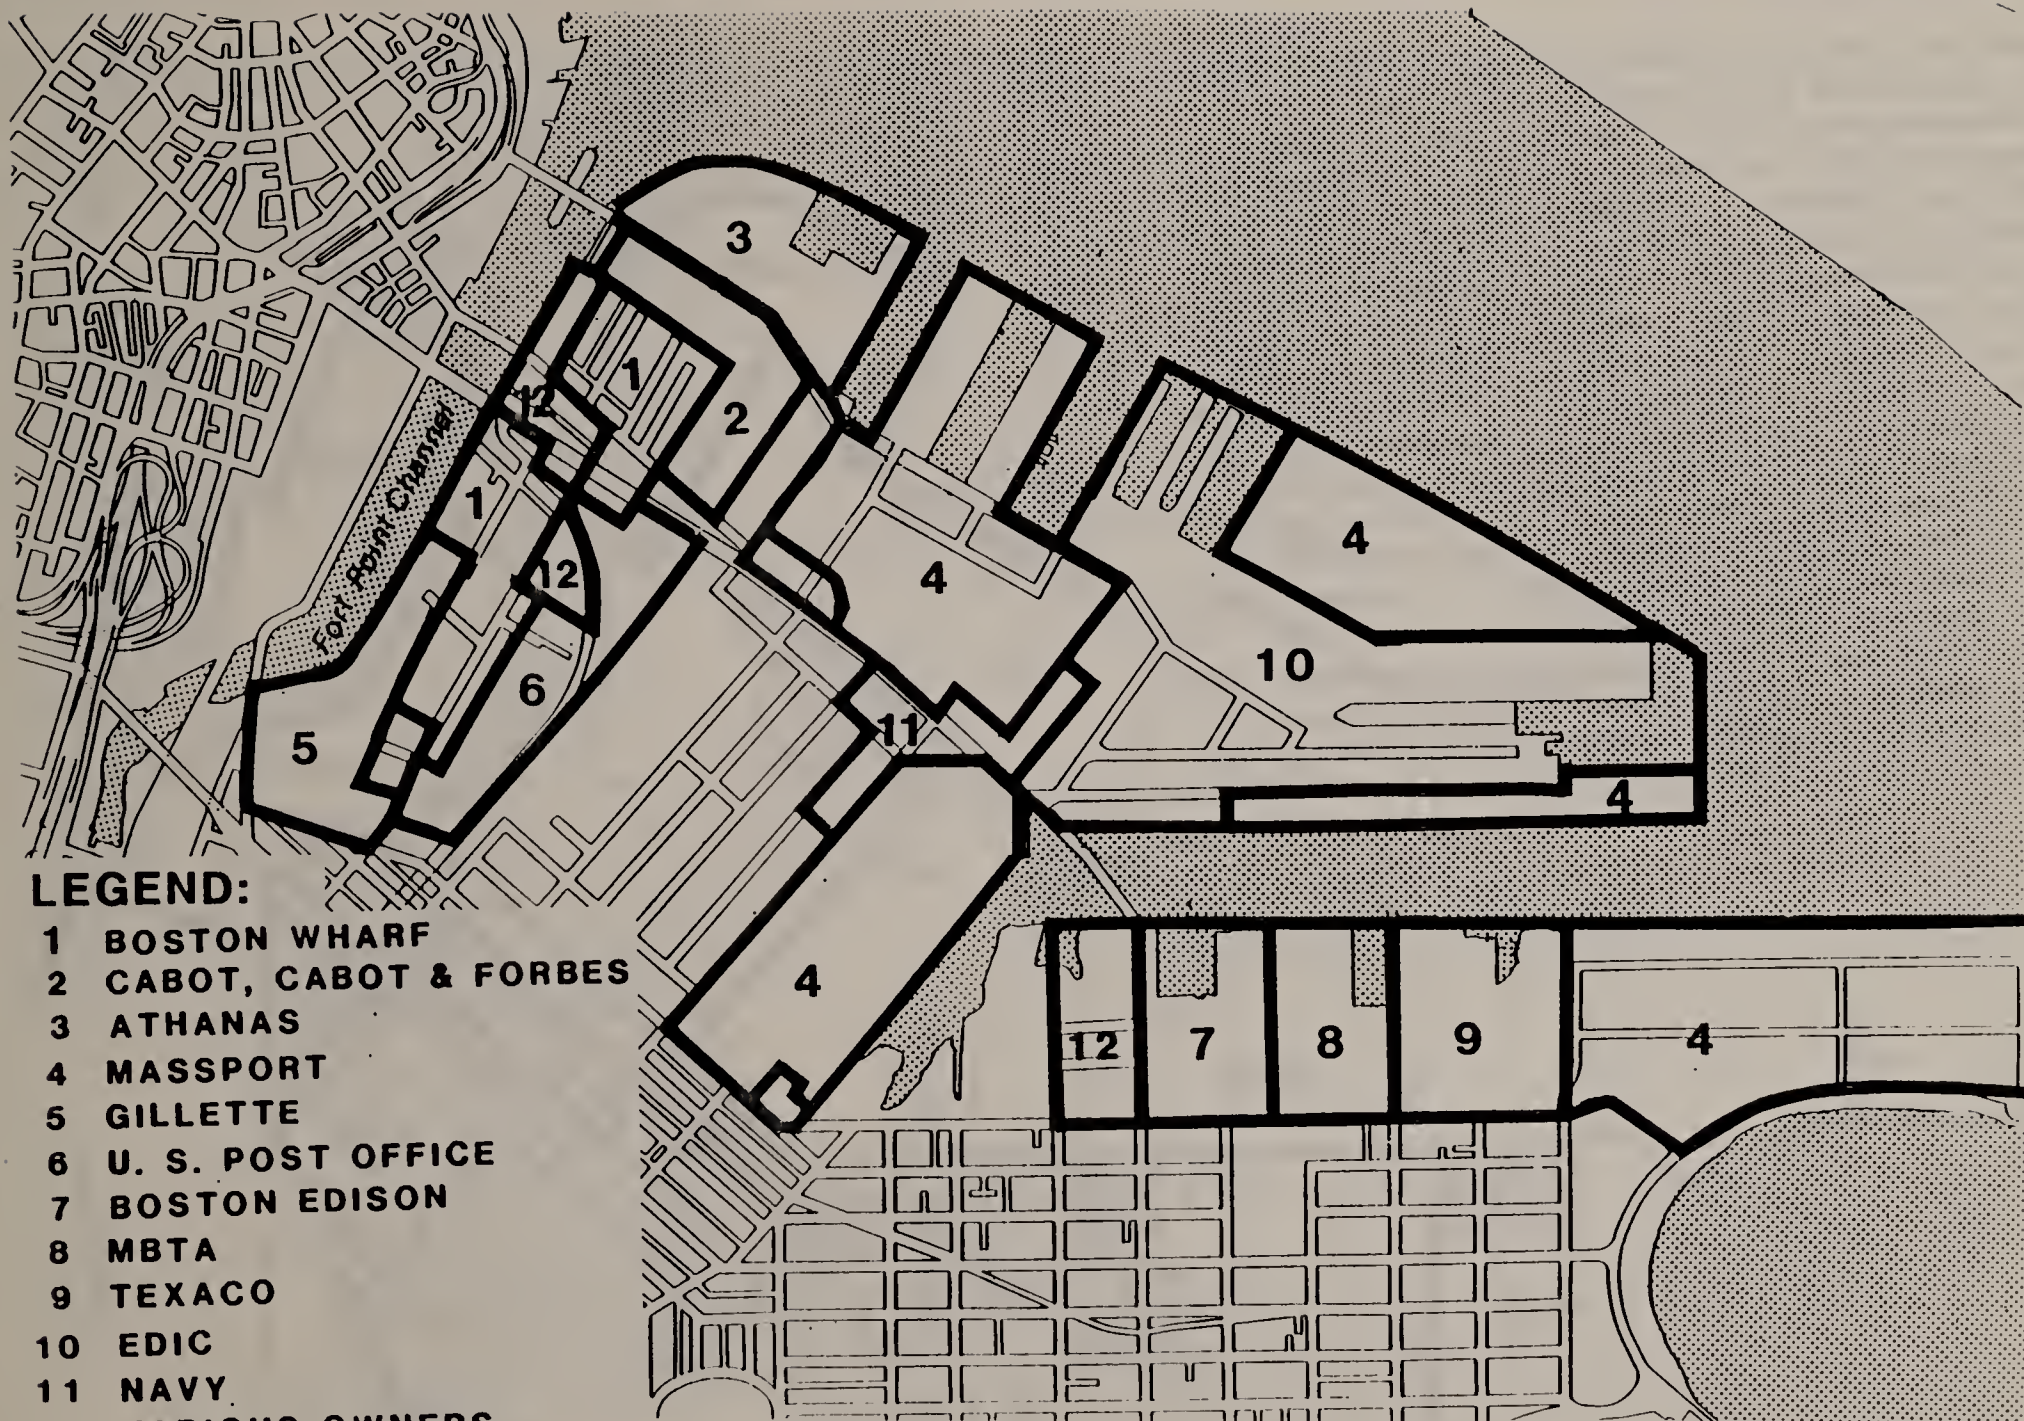 3
1
12
2
Fort Point Channel
1
4
4
12
10
6
11
5
4
4
12
7
8
9
4
LEGEND:
1 BOSTON WHARF
2 CABOT, CABOT & FORBES
3 ATHANAS
4 MASSPORT
5 GILLETTE
6 U. S. POST OFFICE
7 BOSTON EDISON
8 MBTA
9 TEXACO
10 EDIC
11 NAVY
OWNERS